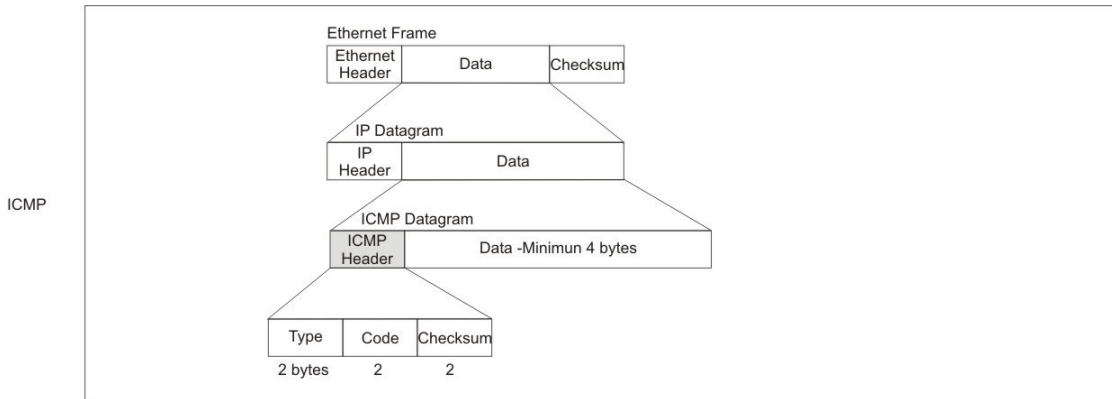 Ethernet Frame
Ethernet
Header
Data
Checksum
IP Datagram
IP
Header
Data
ICMP
ICMP Datagram
ICMP
Header
Data -Minimun 4 bytes
Type
Code
Checksum
2 bytes
2
2